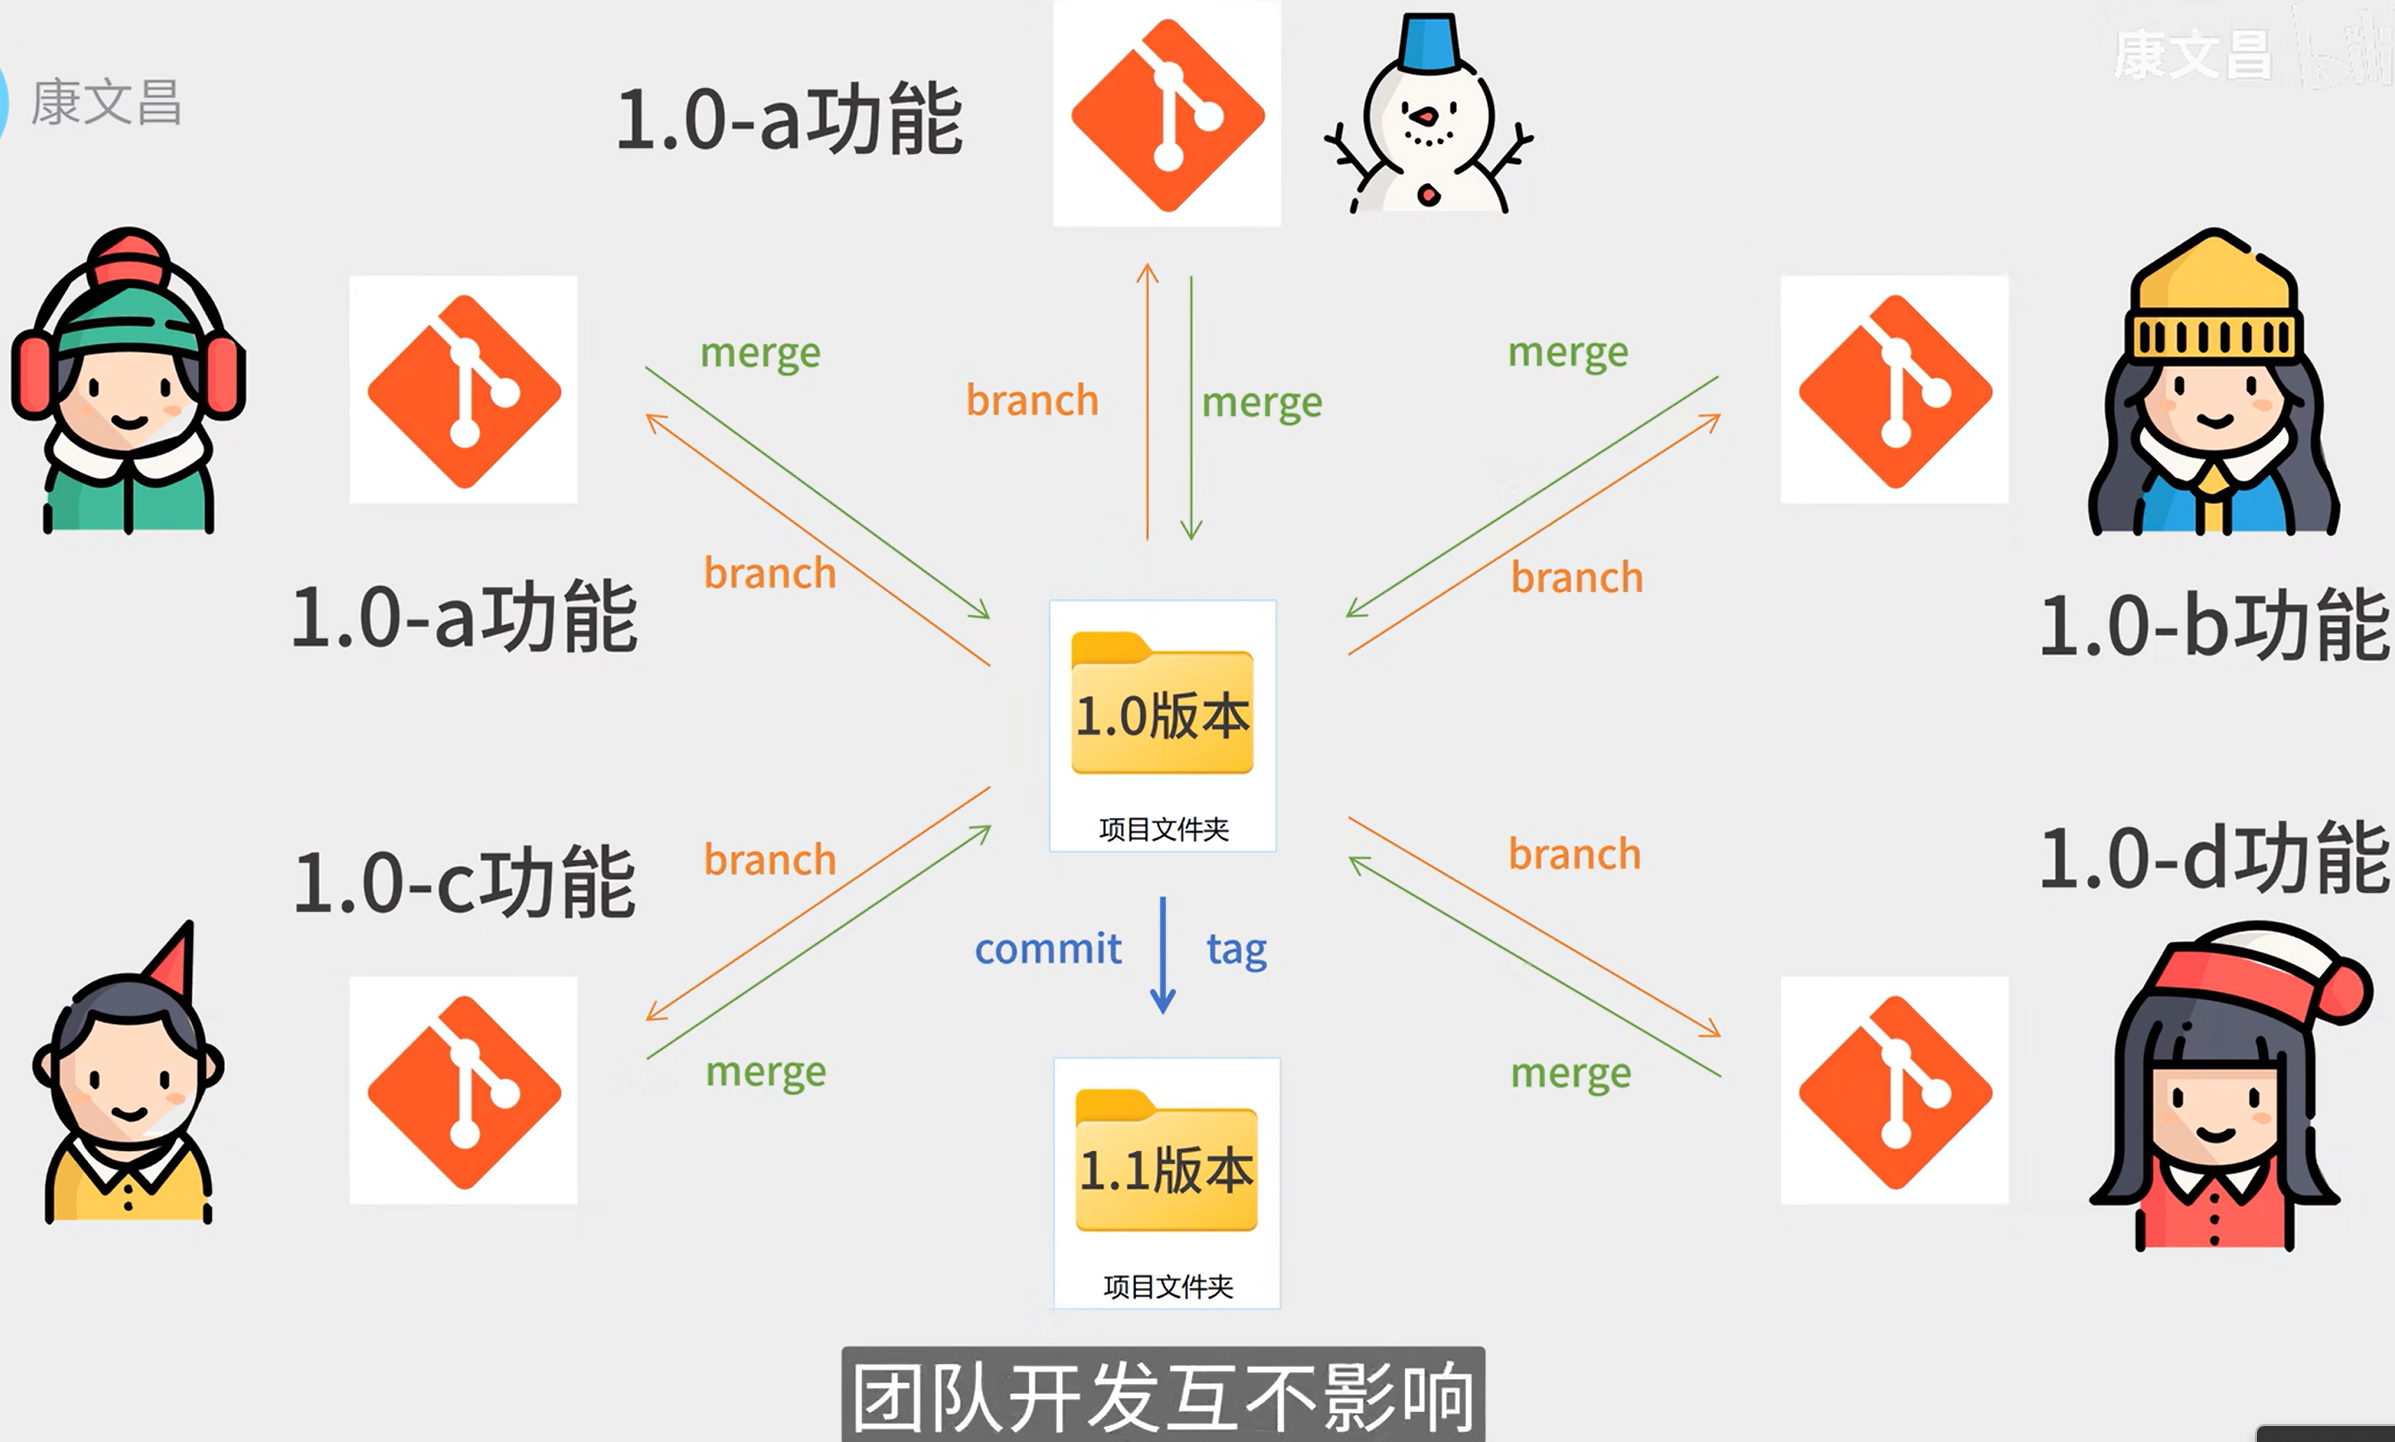 康文昌
康文昌
1.0-a功能
merge
branch
merge
merge
branch
branch
1.0-a功能
1.0-b功能
1.0版本
项目文件夹
1.0-c功能
branch
branch
1.0-d功能
commit
tag
merge
merge
1.1版本
项目文件夹
团队开发互不影响